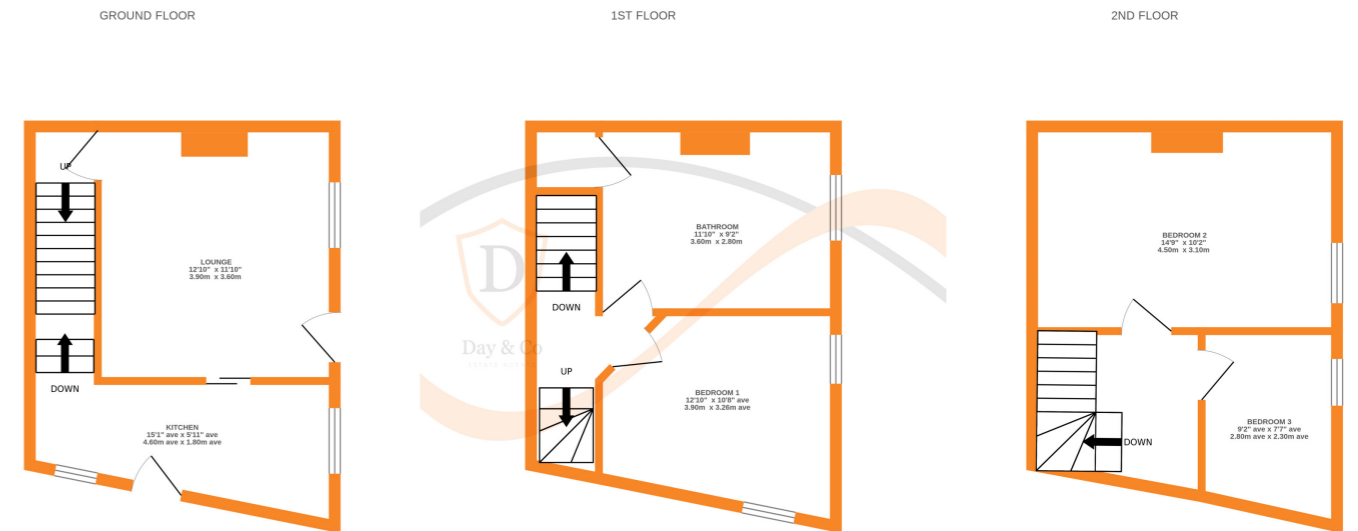 GROUND FLOOR
1ST FLOOR
2ND FLOOR
UP
LOUNGE
12'10" x 11'10"
3.90m x 3.60m
DOWN
KITCHEN
15'1" ave x 5'11" ave
4.60m ave x 1.80m ave
BATHROOM
11'10" x 9'2"
3.60m x 2.80m
D
Day & Co
ESTATE AGENTS
DOWN
UP
BEDROOM 1
12'10" x 10'8" ave
3.90m x 3.26m ave
BEDROOM 2
14'9" x 10'2"
4.50m x 3.10m
DOWN
BEDROOM 3
9'2" ave x 7'7" ave
2.80m ave x 2.30m ave